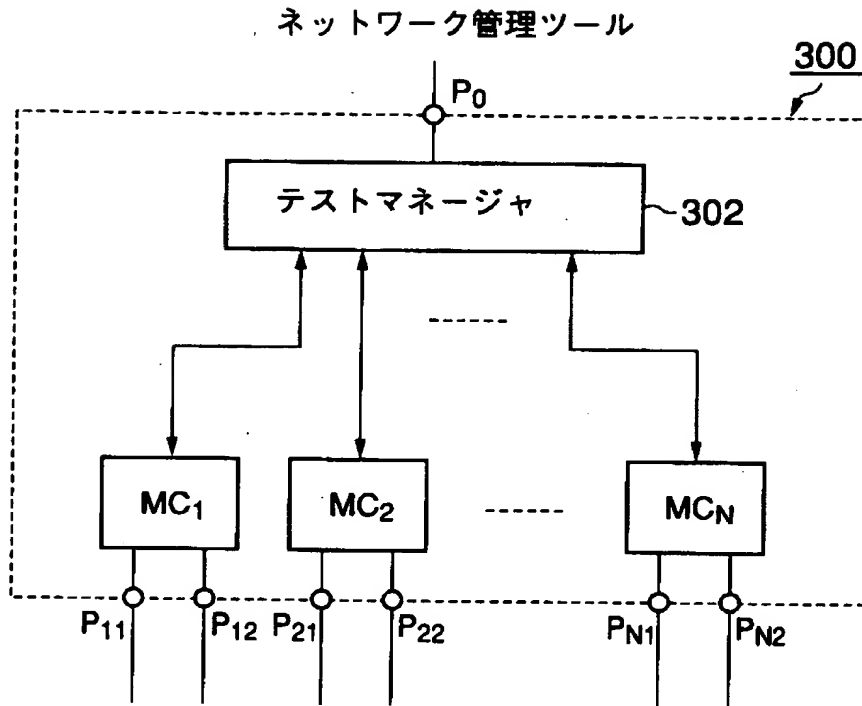 ネットワーク管理ツール
300
P0
テストマネージャ
302
MC1
MC2
MCN
P11
P12
P21
P22
PN1
PN2